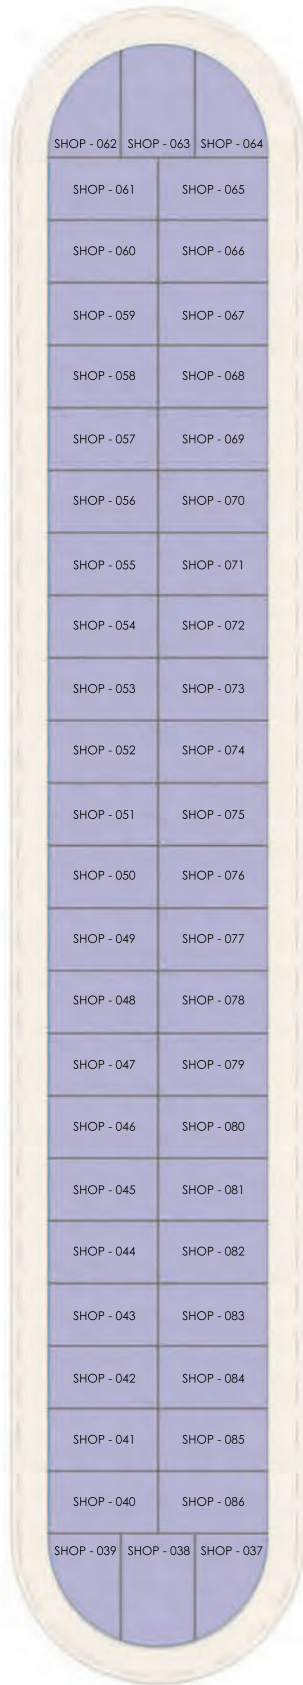 SHOP - 062 SHOP - 063 SHOP - 064
SHOP - 061 SHOP - 065
SHOP - 060 SHOP - 066
SHOP - 059 SHOP - 067
SHOP - 058 SHOP - 068
SHOP - 057 SHOP - 069
SHOP - 056 SHOP - 070
SHOP - 055 SHOP - 071
SHOP - 054 SHOP - 072
SHOP - 053 SHOP - 073
SHOP - 052 SHOP - 074
SHOP - 051 SHOP - 075
SHOP - 050 SHOP - 076
SHOP - 049 SHOP - 077
SHOP - 048 SHOP - 078
SHOP - 047 SHOP - 079
SHOP - 046 SHOP - 080
SHOP - 045 SHOP - 081
SHOP - 044 SHOP - 082
SHOP - 043 SHOP - 083
SHOP - 042 SHOP - 084
SHOP - 041 SHOP - 085
SHOP - 040 SHOP - 086
SHOP - 039 SHOP - 038 SHOP - 037